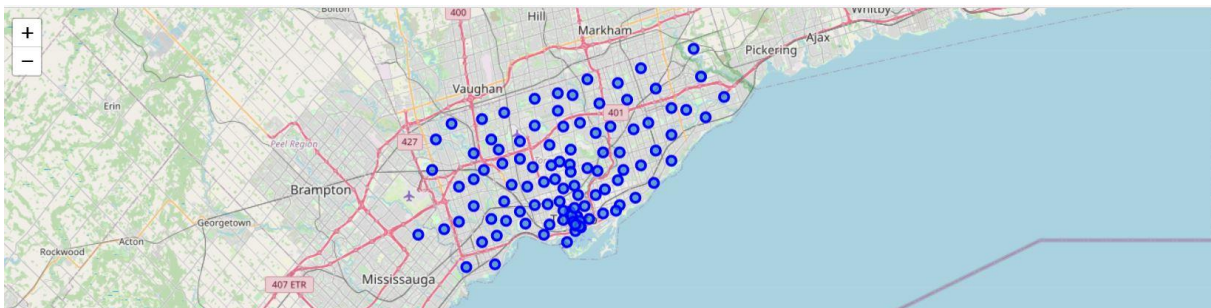 +
−
Bolton
Hill
400
Markham
Whitby
Ajax
Pickering
Vaughan
Erin
401
427
Peel Region
Brampton
Georgetown
Acton
Rockwood
Mississauga
407 ETR